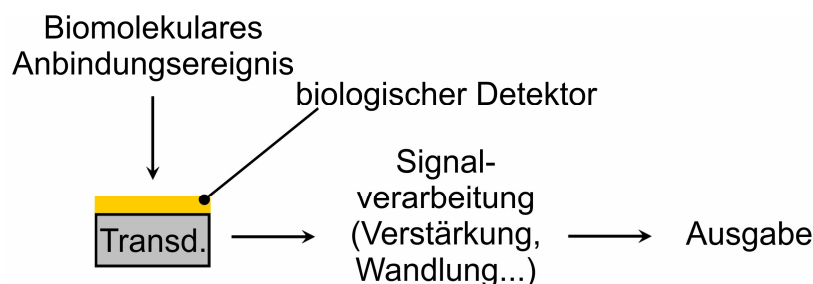 Biomolekulares
Anbindungsereignis
biologischer Detektor
Transd.
Signal-
verarbeitung
(Verstärkung,
Wandlung...)
Ausgabe